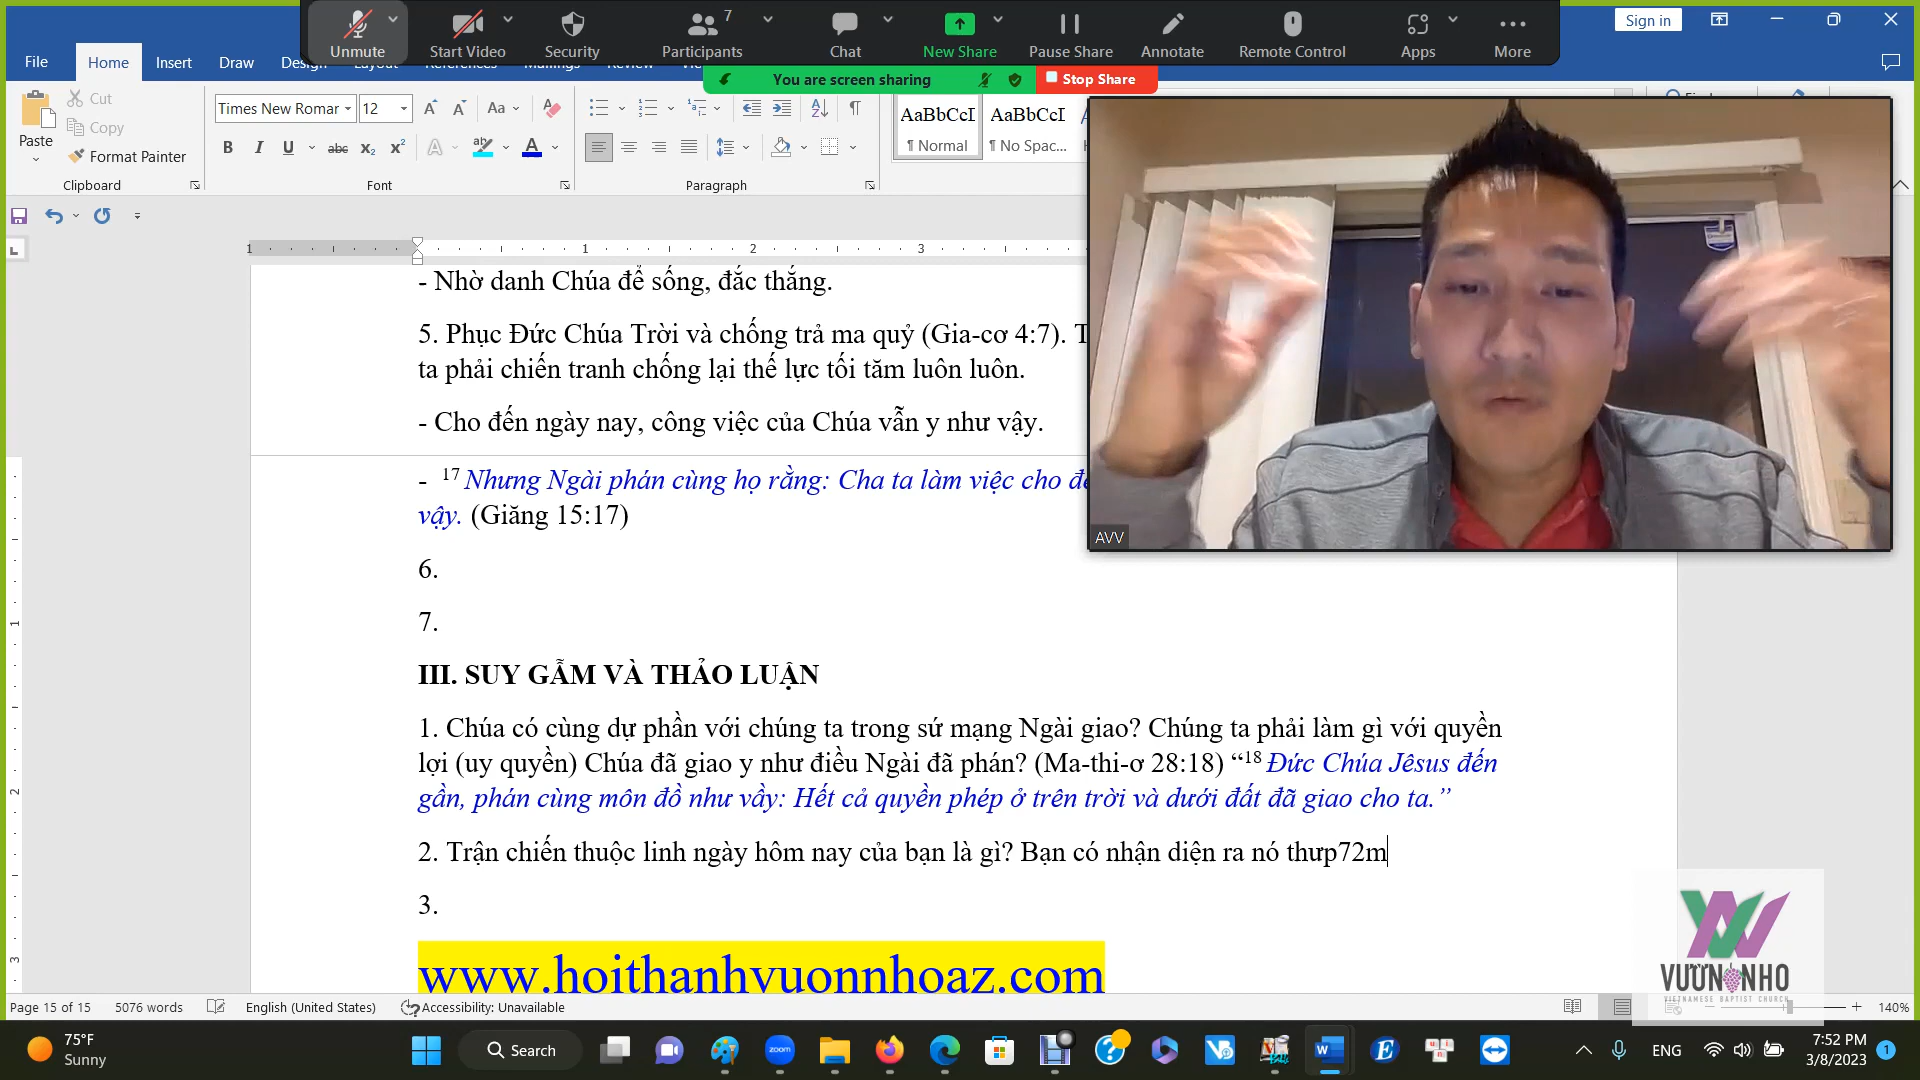 Unmute
Start Video
Security
Participants 7
Chat
New Share
Pause Share
Annotate
Remote Control
Apps
More
You are screen sharing
Stop Share
Sign in
File
Home
Insert
Draw
Cut
Copy
Paste
Format Painter
Clipboard
Times New Roman
12
Font
Paragraph
AaBbCcI
¶ Normal
AaBbCcI
¶ No Spac...
1 1 2 3
- Nhờ danh Chúa để sống, đắc thắng.
5. Phục Đức Chúa Trời và chống trả ma quỷ (Gia-cơ 4:7).
ta phải chiến tranh chống lại thế lực tối tăm luôn luôn.
- Cho đến ngày nay, công việc của Chúa vẫn y như vậy.
- 17 Nhưng Ngài phán cùng họ rằng: Cha ta làm việc cho
vậy. (Giăng 15:17)
6.
7.
III. SUY GẪM VÀ THẢO LUẬN
1. Chúa có cùng dự phần với chúng ta trong sứ mạng Ngài giao? Chúng ta phải làm gì với quyền
lợi (uy quyền) Chúa đã giao y như điều Ngài đã phán? (Ma-thi-ơ 28:18) “18 Đức Chúa Jêsus đến
gần, phán cùng môn đồ như vầy: Hết cả quyền phép ở trên trời và dưới đất đã giao cho ta.”
2. Trận chiến thuộc linh ngày hôm nay của bạn là gì? Bạn có nhận diện ra nó thưp72m
3.
www.hoithanhvuonnhoaz.com
AVV
VUON NHO
VIETNAMESE BAPTIST CHURCH
Page 15 of 15
5076 words
English (United States)
Accessibility: Unavailable
140%
75°F
Sunny
Search
ENG
7:52 PM
3/8/2023
1